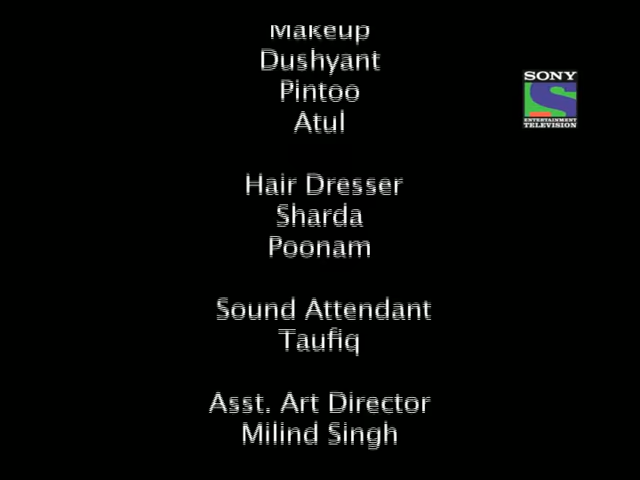 Makeup
Dushyant
Pintoo
Atul
SONY
ENTERTAINMENT
TELEVISION
Hair Dresser
Sharda
Poonam
Sound Attendant
Taufiq
Asst. Art Director
Milind Singh